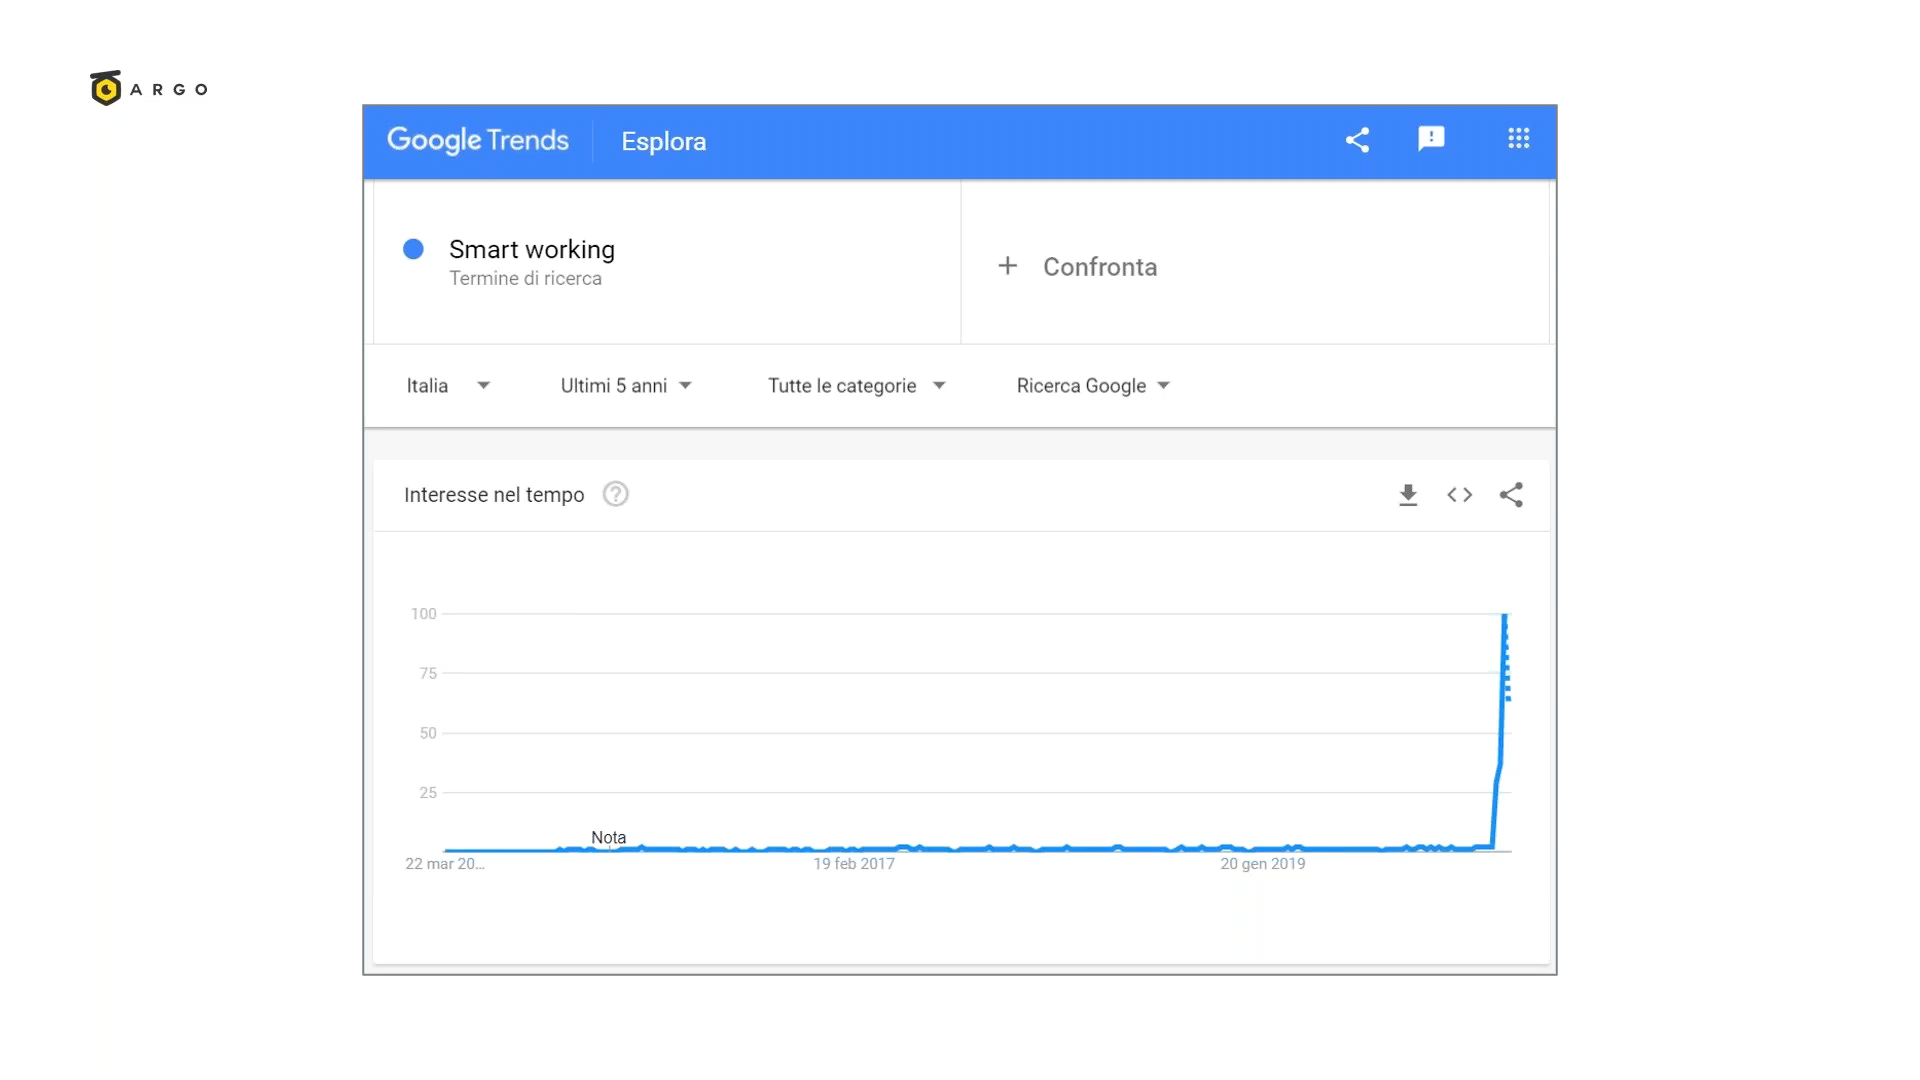 ARGO
Google Trends
Esplora
Smart working
Termine di ricerca
+ Confronta
Italia
Ultimi 5 anni
Tutte le categorie
Ricerca Google
Interesse nel tempo
100
75
50
25
Nota
22 mar 20...
19 feb 2017
20 gen 2019